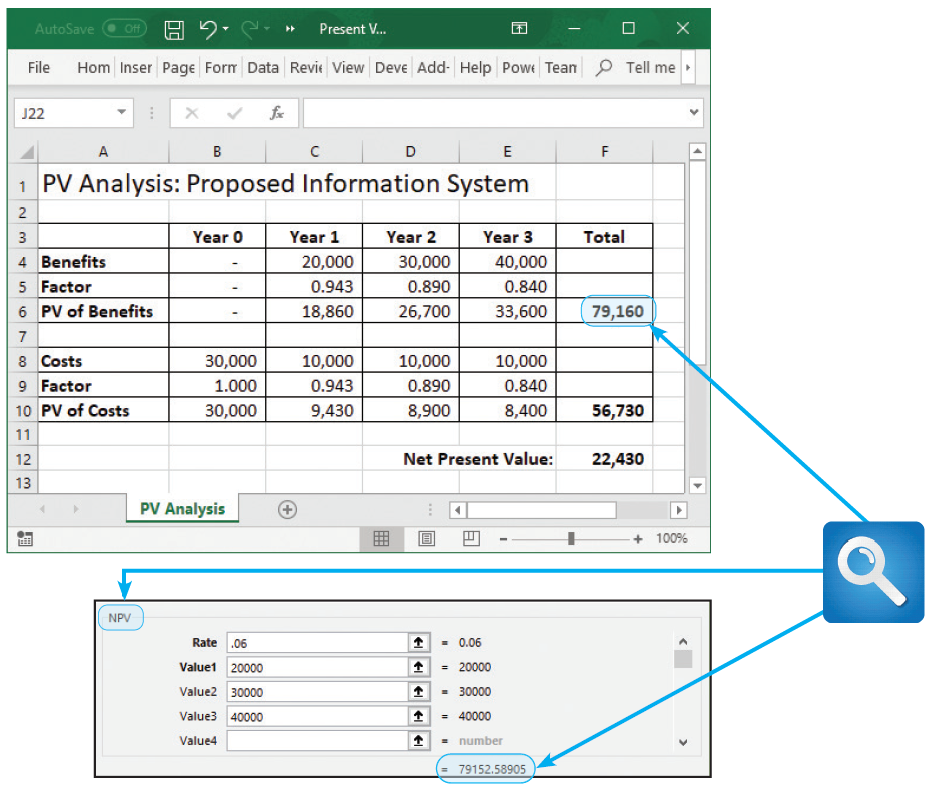 AutoSave Off Present V...
File Hom Inser Page Form Data Revie View Deve Add- Help Powe Team Tell me
J22 fx
A B C D E F
1 PV Analysis: Proposed Information System
2
3 Year 0 Year 1 Year 2 Year 3 Total
4 Benefits - 20,000 30,000 40,000
5 Factor - 0.943 0.890 0.840
6 PV of Benefits - 18,860 26,700 33,600 79,160
7
8 Costs 30,000 10,000 10,000 10,000
9 Factor 1.000 0.943 0.890 0.840
10 PV of Costs 30,000 9,430 8,900 8,400 56,730
11
12 Net Present Value: 22,430
13
PV Analysis
100%
NPV
Rate .06 = 0.06
Value1 20000 = 20000
Value2 30000 = 30000
Value3 40000 = 40000
Value4 = number
= 79152.58905